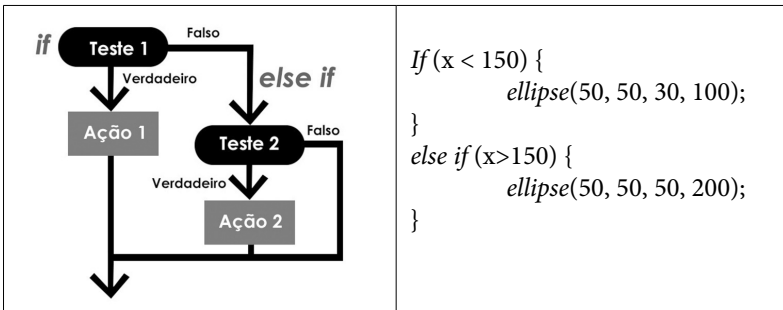 if
Teste 1
Falso
Verdadeiro
else if
Ação 1
Teste 2
Falso
Verdadeiro
Ação 2
If (x < 150) {
ellipse(50, 50, 30, 100);
}
else if (x>150) {
ellipse(50, 50, 50, 200);
}